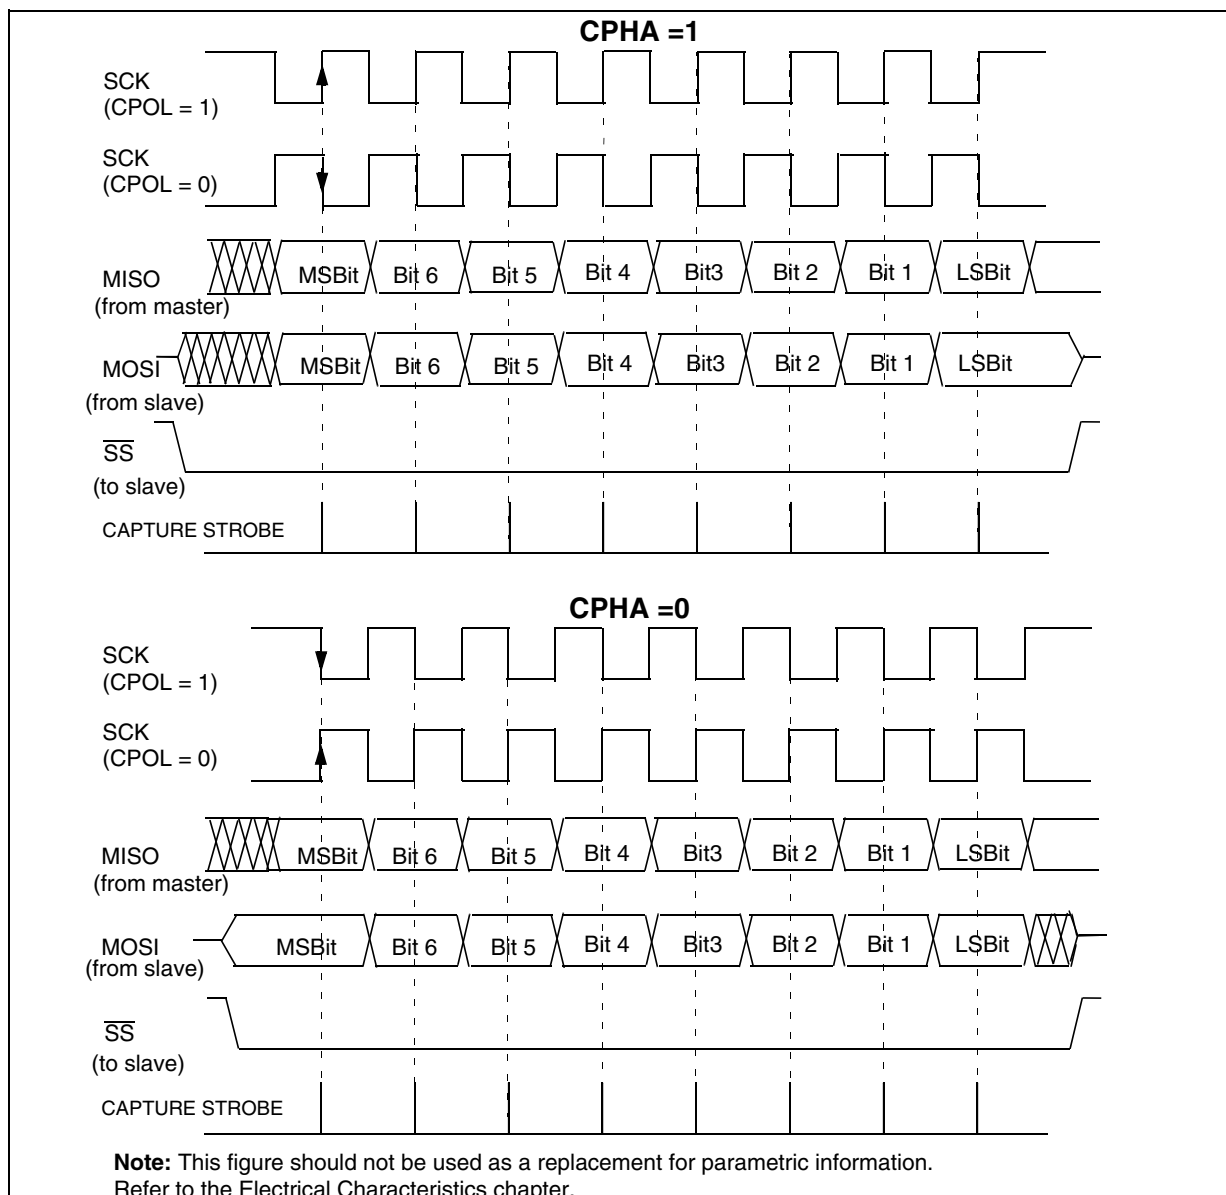 CPHA =1
SCK
(CPOL = 1)
SCK
(CPOL = 0)
MISO
(from master)
MSBit Bit 6 Bit 5 Bit 4 Bit3 Bit 2 Bit 1 LSBit
MOSI
(from slave)
MSBit Bit 6 Bit 5 Bit 4 Bit3 Bit 2 Bit 1 LSBit
SS
(to slave)
CAPTURE STROBE
CPHA =0
SCK
(CPOL = 1)
SCK
(CPOL = 0)
MISO
(from master)
MSBit Bit 6 Bit 5 Bit 4 Bit3 Bit 2 Bit 1 LSBit
MOSI
(from slave)
MSBit Bit 6 Bit 5 Bit 4 Bit3 Bit 2 Bit 1 LSBit
SS
(to slave)
CAPTURE STROBE
Note: This figure should not be used as a replacement for parametric information.
Refer to the Electrical Characteristics chapter.